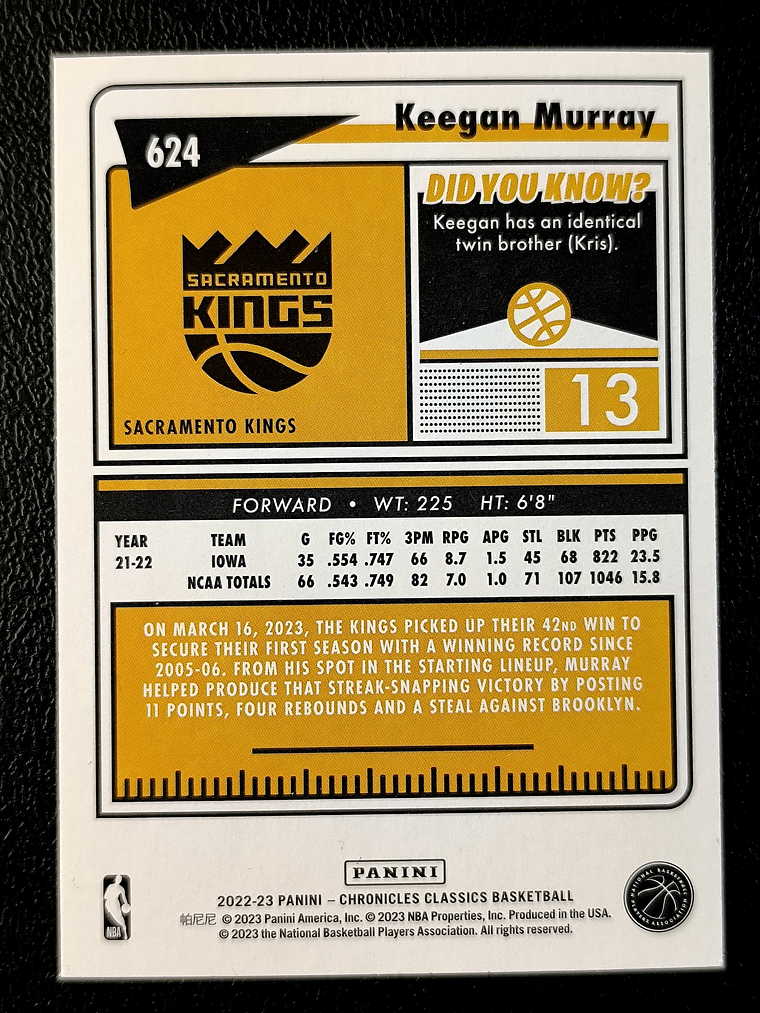 Keegan Murray
624
DID YOU KNOW?
Keegan has an identical
twin brother (Kris).
SACRAMENTO
KINGS
13
SACRAMENTO KINGS
FORWARD • WT: 225 HT: 6'8"
YEAR TEAM G FG% FT% 3PM RPG APG STL BLK PTS PPG
21-22 IOWA 35 .554 .747 66 8.7 1.5 45 68 822 23.5
NCAA TOTALS 66 .543 .749 82 7.0 1.0 71 107 1046 15.8
ON MARCH 16, 2023, THE KINGS PICKED UP THEIR 42ND WIN TO
SECURE THEIR FIRST SEASON WITH A WINNING RECORD SINCE
2005-06. FROM HIS SPOT IN THE STARTING LINEUP, MURRAY
HELPED PRODUCE THAT STREAK-SNAPPING VICTORY BY POSTING
11 POINTS, FOUR REBOUNDS AND A STEAL AGAINST BROOKLYN.
PANINI
2022-23 PANINI – CHRONICLES CLASSICS BASKETBALL
帕尼尼 © 2023 Panini America, Inc. © 2023 NBA Properties, Inc. Produced in the USA.
© 2023 the National Basketball Players Association. All rights reserved.
NBA
NATIONAL BASKETBALL
PLAYERS ASSOCIATION